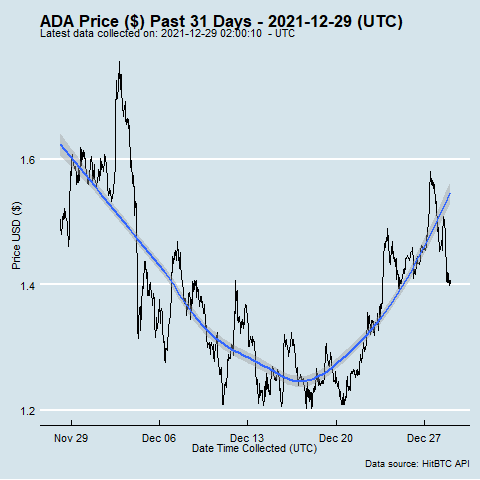 ADA Price ($) Past 31 Days - 2021-12-29 (UTC)
Latest data collected on: 2021-12-29 02:00:10 - UTC
Price USD ($)
1.6
1.4
1.2
Nov 29 Dec 06 Dec 13 Dec 20 Dec 27
Date Time Collected (UTC)
Data source: HitBTC API